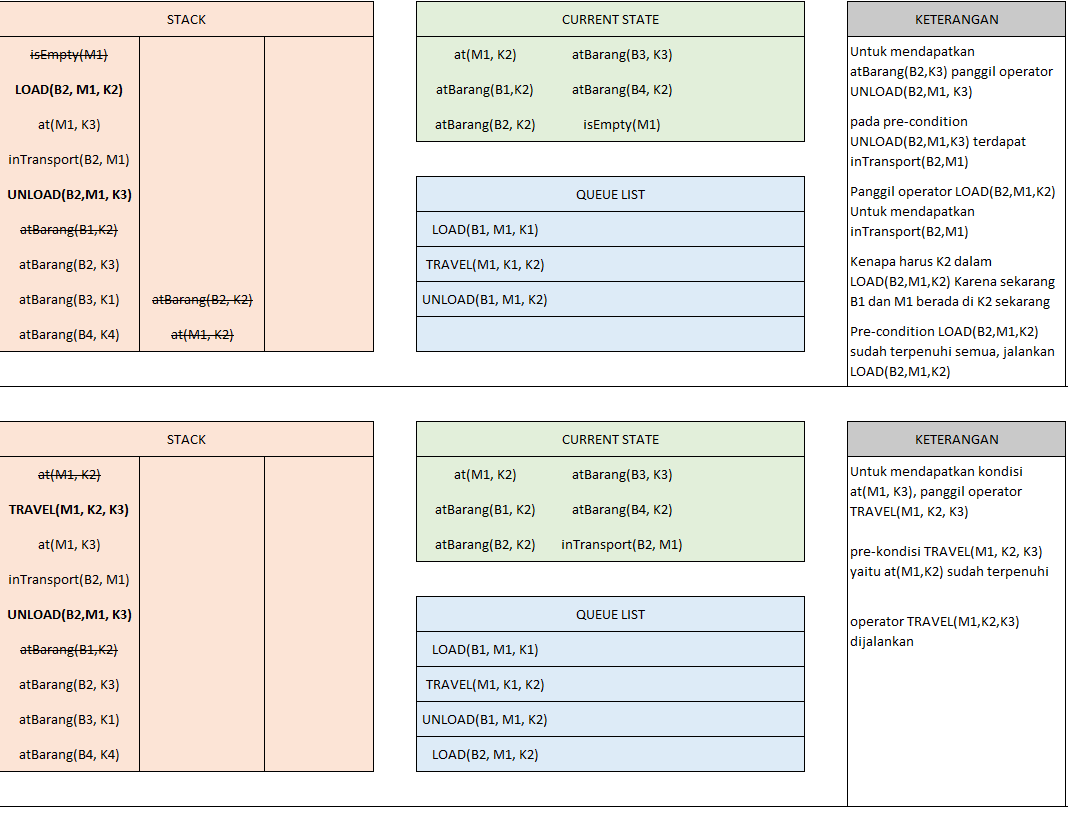 STACK
isEmpty(M1)
LOAD(B2, M1, K2)
at(M1, K3)
inTransport(B2, M1)
UNLOAD(B2,M1, K3)
atBarang(B1,K2)
atBarang(B2, K3)
atBarang(B3, K1) atBarang(B2, K2)
atBarang(B4, K4) at(M1, K2)
CURRENT STATE
at(M1, K2) atBarang(B3, K3)
atBarang(B1,K2) atBarang(B4, K2)
atBarang(B2, K2) isEmpty(M1)
QUEUE LIST
LOAD(B1, M1, K1)
TRAVEL(M1, K1, K2)
UNLOAD(B1, M1, K2)
KETERANGAN
Untuk mendapatkan
atBarang(B2,K3) panggil operator
UNLOAD(B2,M1, K3)
pada pre-condition
UNLOAD(B2,M1,K3) terdapat
inTransport(B2,M1)
Panggil operator LOAD(B2,M1,K2)
Untuk mendapatkan
inTransport(B2,M1)
Kenapa harus K2 dalam
LOAD(B2,M1,K2) Karena sekarang
B1 dan M1 berada di K2 sekarang
Pre-condition LOAD(B2,M1,K2)
sudah terpenuhi semua, jalankan
LOAD(B2,M1,K2)
STACK
at(M1, K2)
TRAVEL(M1, K2, K3)
at(M1, K3)
inTransport(B2, M1)
UNLOAD(B2,M1, K3)
atBarang(B1,K2)
atBarang(B2, K3)
atBarang(B3, K1)
atBarang(B4, K4)
CURRENT STATE
at(M1, K2) atBarang(B3, K3)
atBarang(B1, K2) atBarang(B4, K2)
atBarang(B2, K2) inTransport(B2, M1)
QUEUE LIST
LOAD(B1, M1, K1)
TRAVEL(M1, K1, K2)
UNLOAD(B1, M1, K2)
LOAD(B2, M1, K2)
KETERANGAN
Untuk mendapatkan kondisi
at(M1, K3), panggil operator
TRAVEL(M1, K2, K3)
pre-kondisi TRAVEL(M1, K2, K3)
yaitu at(M1,K2) sudah terpenuhi
operator TRAVEL(M1,K2,K3)
dijalankan